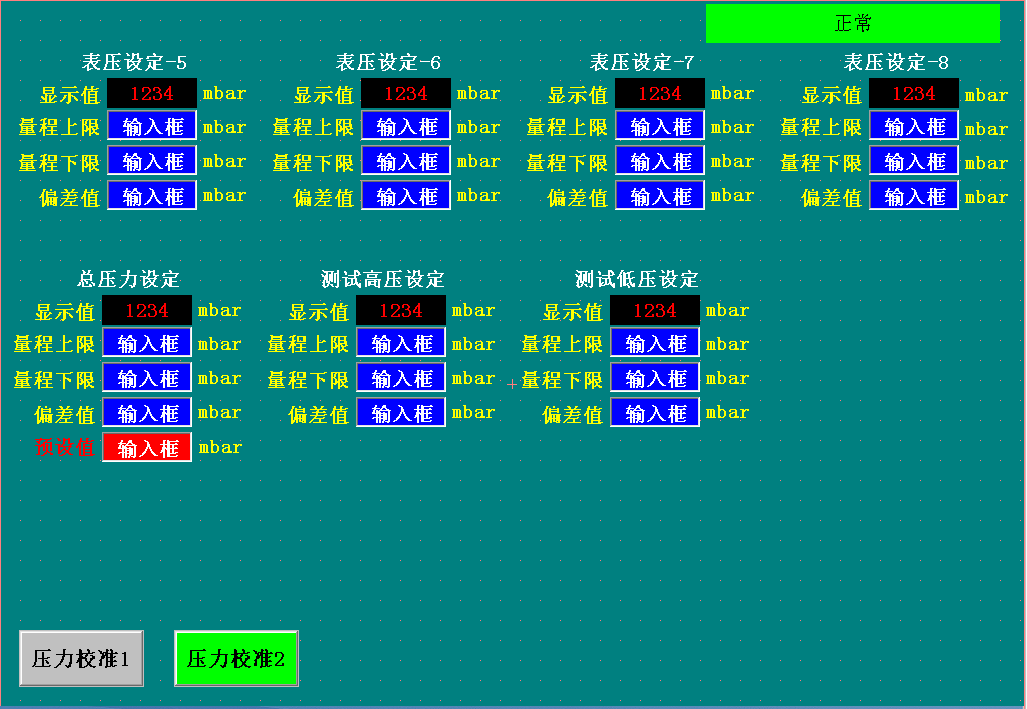 正常
表压设定-5 表压设定-6 表压设定-7 表压设定-8
显示值 1234 mbar 显示值 1234 mbar 显示值 1234 mbar 显示值 1234 mbar
量程上限 输入框 mbar 量程上限 输入框 mbar 量程上限 输入框 mbar 量程上限 输入框 mbar
量程下限 输入框 mbar 量程下限 输入框 mbar 量程下限 输入框 mbar 量程下限 输入框 mbar
偏差值 输入框 mbar 偏差值 输入框 mbar 偏差值 输入框 mbar 偏差值 输入框 mbar
总压力设定 测试高压设定 测试低压设定
显示值 1234 mbar 显示值 1234 mbar 显示值 1234 mbar
量程上限 输入框 mbar 量程上限 输入框 mbar 量程上限 输入框 mbar
量程下限 输入框 mbar 量程下限 输入框 mbar 量程下限 输入框 mbar
偏差值 输入框 mbar 偏差值 输入框 mbar 偏差值 输入框 mbar
预设值 输入框 mbar
压力校准1 压力校准2